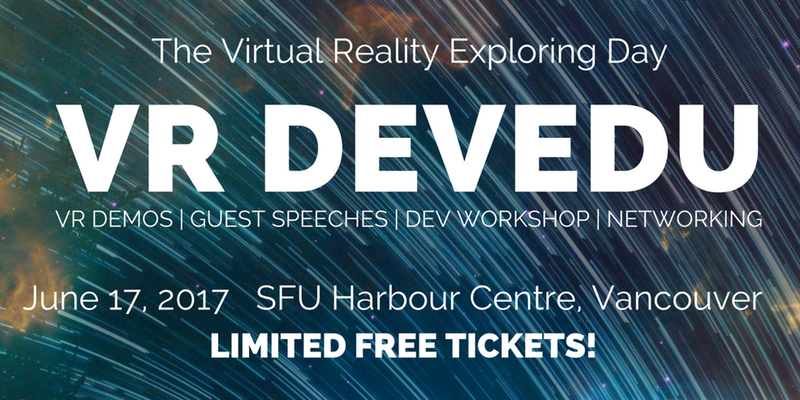 The Virtual Reality Exploring Day
VR DEVEDU
VR DEMOS | GUEST SPEECHES | DEV WORKSHOP | NETWORKING
June 17, 2017 SFU Harbour Centre, Vancouver
LIMITED FREE TICKETS!